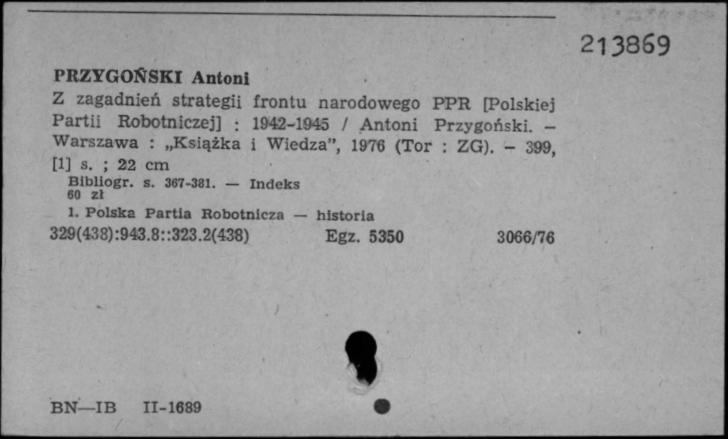 213869
PRZYGOŃSKI Antoni
Z zagadnień strategii frontu narodowego PPR [Polskiej
Partii Robotniczej] : 1942-1945 / Antoni Przygoński. –
Warszawa : „Książka i Wiedza”, 1976 (Tor : ZG). – 399,
[1] s. ; 22 cm
Bibliogr. s. 367-381. — Indeks
60 zł
1. Polska Partia Robotnicza — historia
329(438):943.8::323.2(438) Egz. 5350 3066/76
BN—IB II-1689